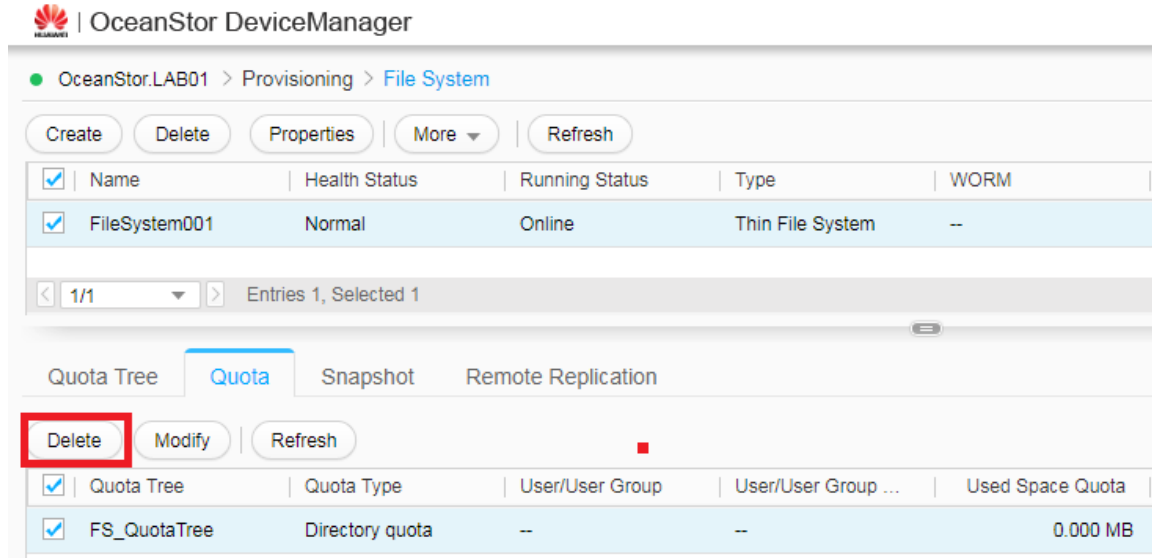 HUAWEI | OceanStor DeviceManager
OceanStor.LAB01 > Provisioning > File System
Create Delete Properties More Refresh
Name Health Status Running Status Type WORM
FileSystem001 Normal Online Thin File System --
1/1 Entries 1, Selected 1
Quota Tree Quota Snapshot Remote Replication
Delete Modify Refresh
Quota Tree Quota Type User/User Group User/User Group ... Used Space Quota
FS_QuotaTree Directory quota -- -- 0.000 MB